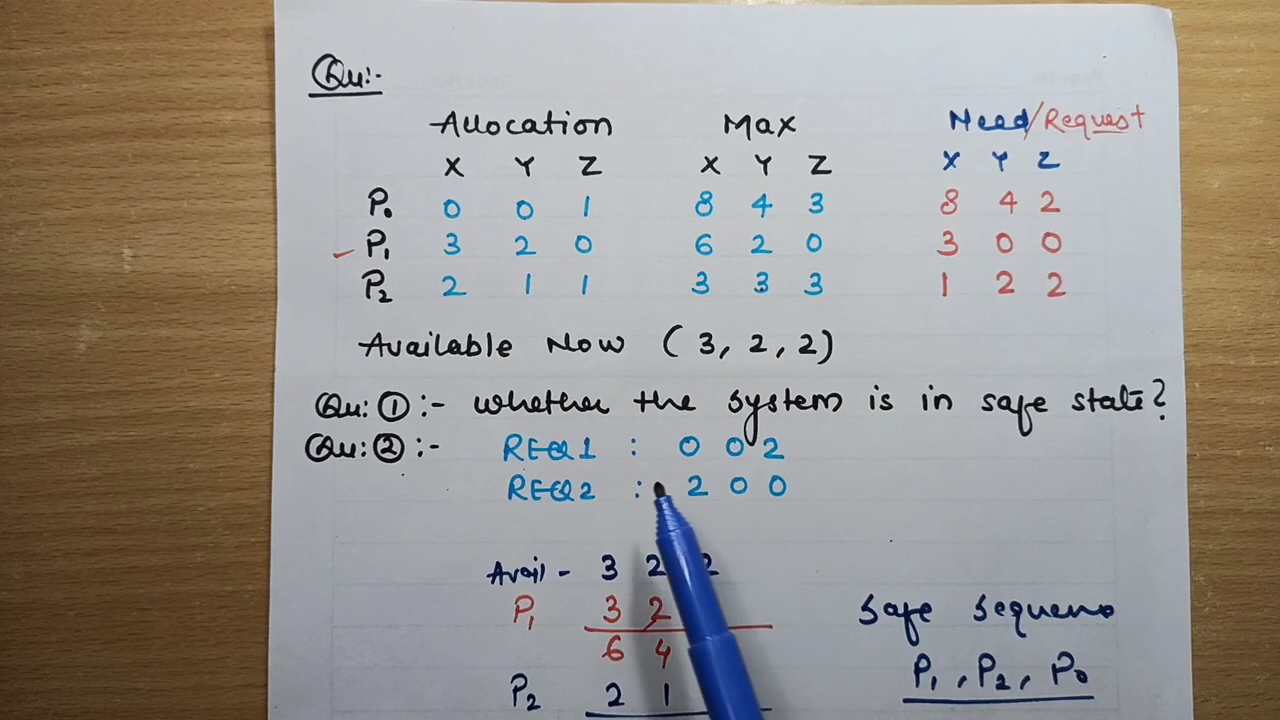 Qu:-
Allocation Max Need/Request
X Y Z X Y Z X Y Z
P0 0 0 1 8 4 3 8 4 2
P1 3 2 0 6 2 0 3 0 0
P2 2 1 1 3 3 3 1 2 2
Available Now (3, 2, 2)
Qu: ① :- whether the system is in safe state?
Qu: ② :- REQ1 : 0 0 2
REQ2 : 2 0 0
Avail - 3 2 2
P1 3 2
6 4
P2 2 1
Safe Sequenc
P1, P2, P0